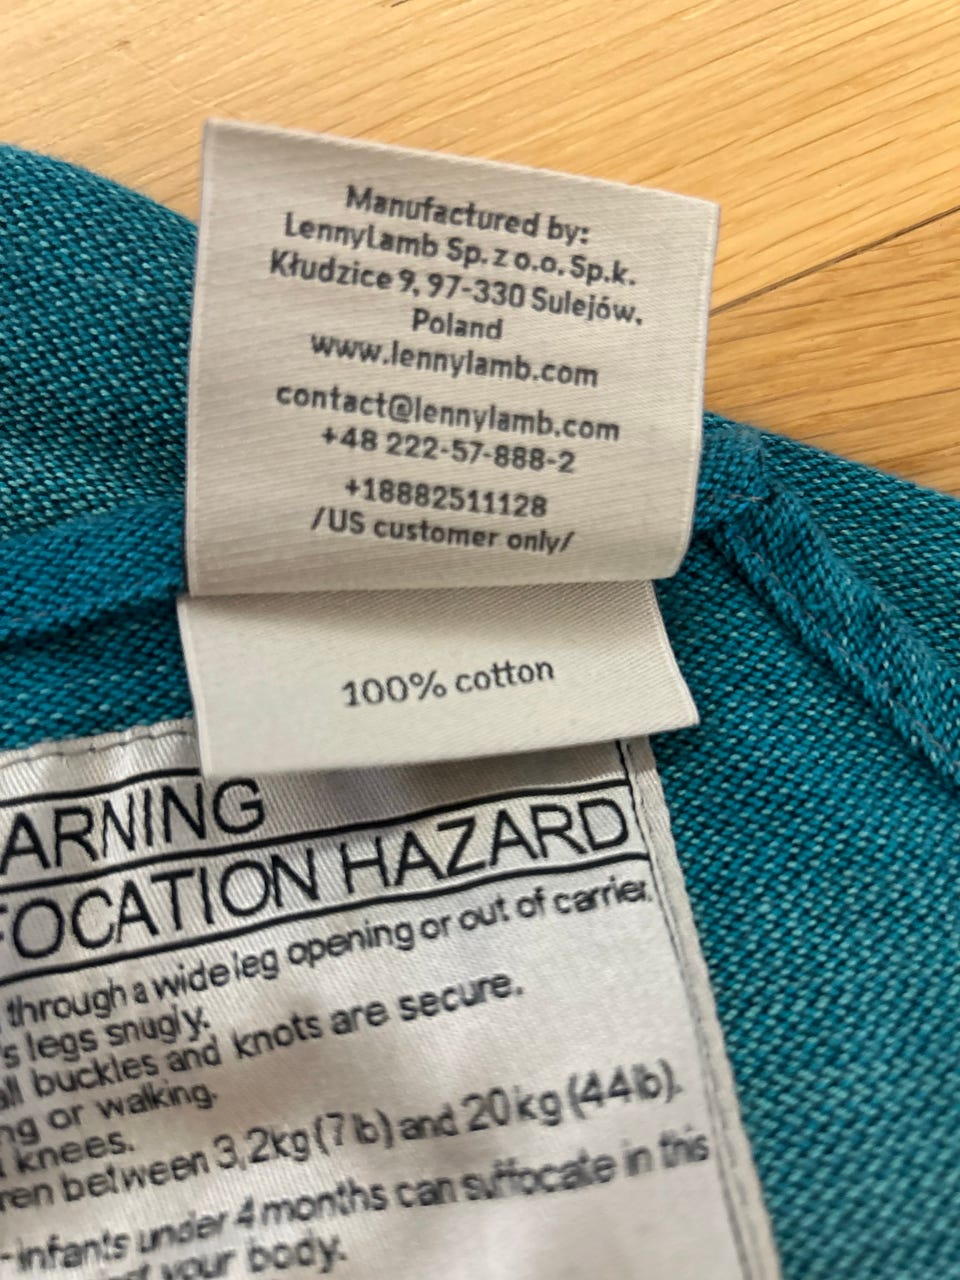 Manufactured by:
LennyLamb Sp. z o.o. Sp.k.
Kłudzice 9, 97-330 Sulejów,
Poland
www.lennylamb.com
contact@lennylamb.com
+48 222-57-888-2
+18882511128
/US customer only/
100% cotton
ARNING
FOCATION HAZARD
through a wide leg opening or out of carrier.
's legs snugly.
all buckles and knots are secure.
ng or walking.
knees.
ren between 3,2kg (7lb) and 20kg (44lb).
-infants under 4 months can suffocate in this
your body.